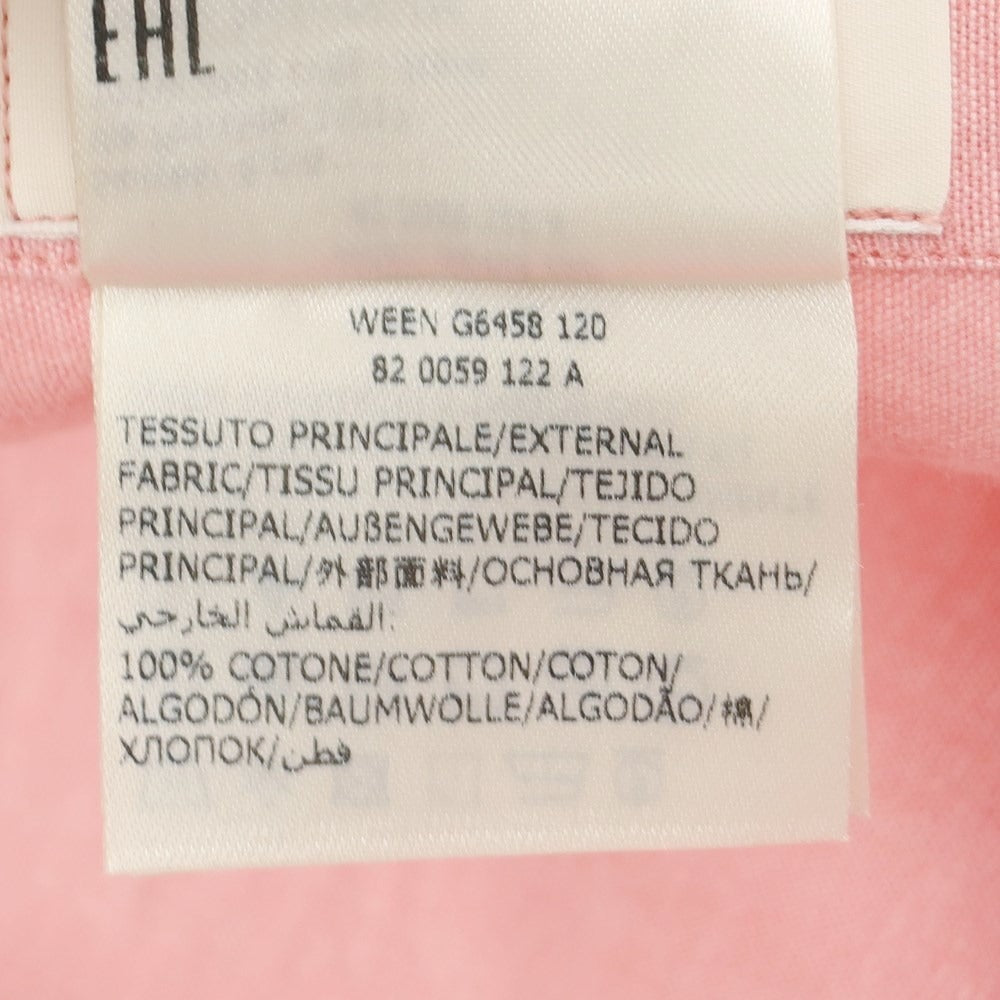 EAC
WEEN G6458 120
82 0059 122 A
TESSUTO PRINCIPALE/EXTERNAL
FABRIC/TISSU PRINCIPAL/TEJIDO
PRINCIPAL/AUßENGEWEBE/TECIDO
PRINCIPAL/外部面料/ОСНОВНАЯ ТКАНЬ/
القماش الخارجي:
100% COTONE/COTTON/COTON/
ALGODÓN/BAUMWOLLE/ALGODÃO/棉/
ХЛОПОК/قطن